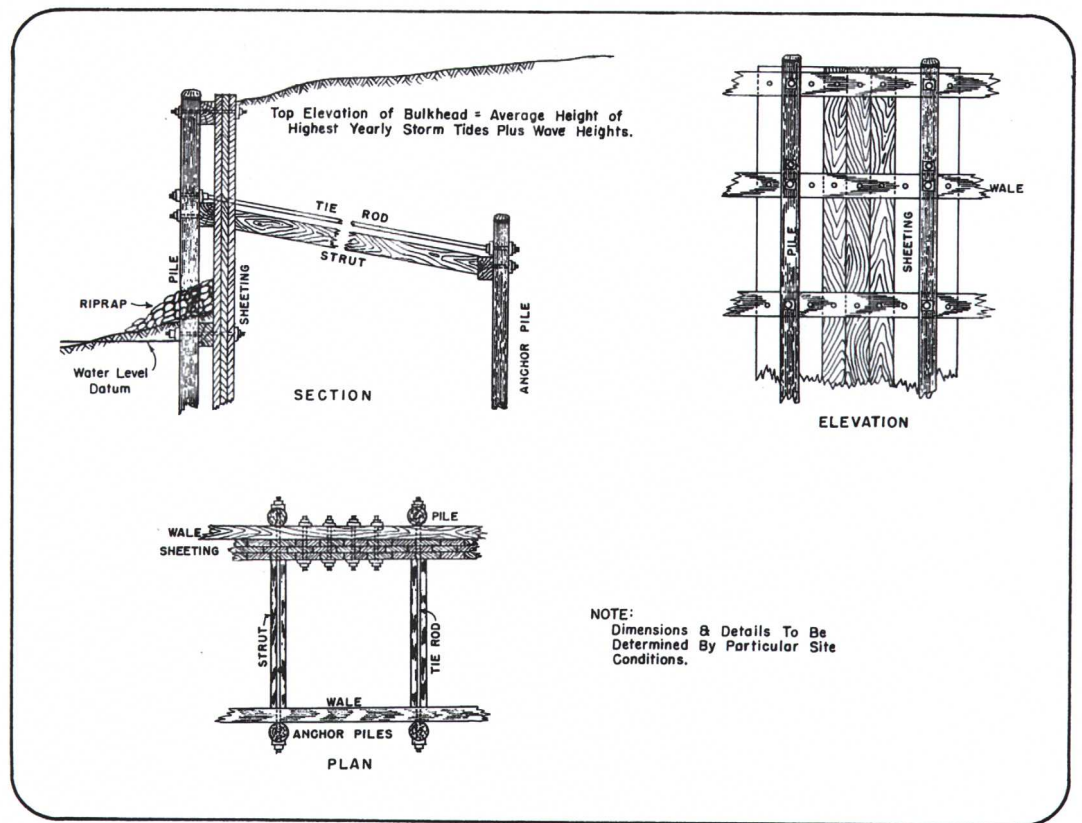 Top Elevation of Bulkhead = Average Height of
Highest Yearly Storm Tides Plus Wave Heights.
TIE ROD
STRUT
PILE
SHEETING
RIPRAP
ANCHOR PILE
Water Level
Datum
SECTION
WALE
PILE
SHEETING
ELEVATION
PILE
WALE
SHEETING
STRUT
TIE ROD
WALE
ANCHOR PILES
PLAN
NOTE:
Dimensions & Details To Be
Determined By Particular Site
Conditions.